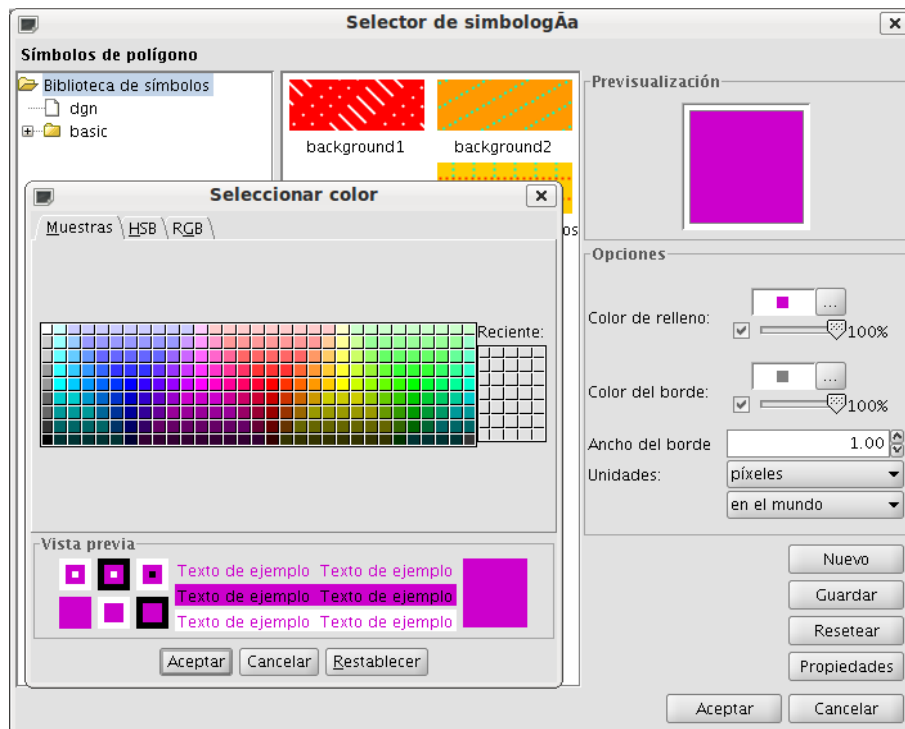 Selector de simbologÃa
Símbolos de polígono
Biblioteca de símbolos
dgn
basic
background1
background2
os
Previsualización
Opciones
Color de relleno:
...
100%
Color del borde:
...
100%
Ancho del borde
1.00
Unidades:
píxeles
en el mundo
Nuevo
Guardar
Resetear
Propiedades
Aceptar
Cancelar
Seleccionar color
Muestras
HSB
RGB
Reciente:
Vista previa
Texto de ejemplo Texto de ejemplo
Texto de ejemplo Texto de ejemplo
Texto de ejemplo Texto de ejemplo
Aceptar
Cancelar
Restablecer